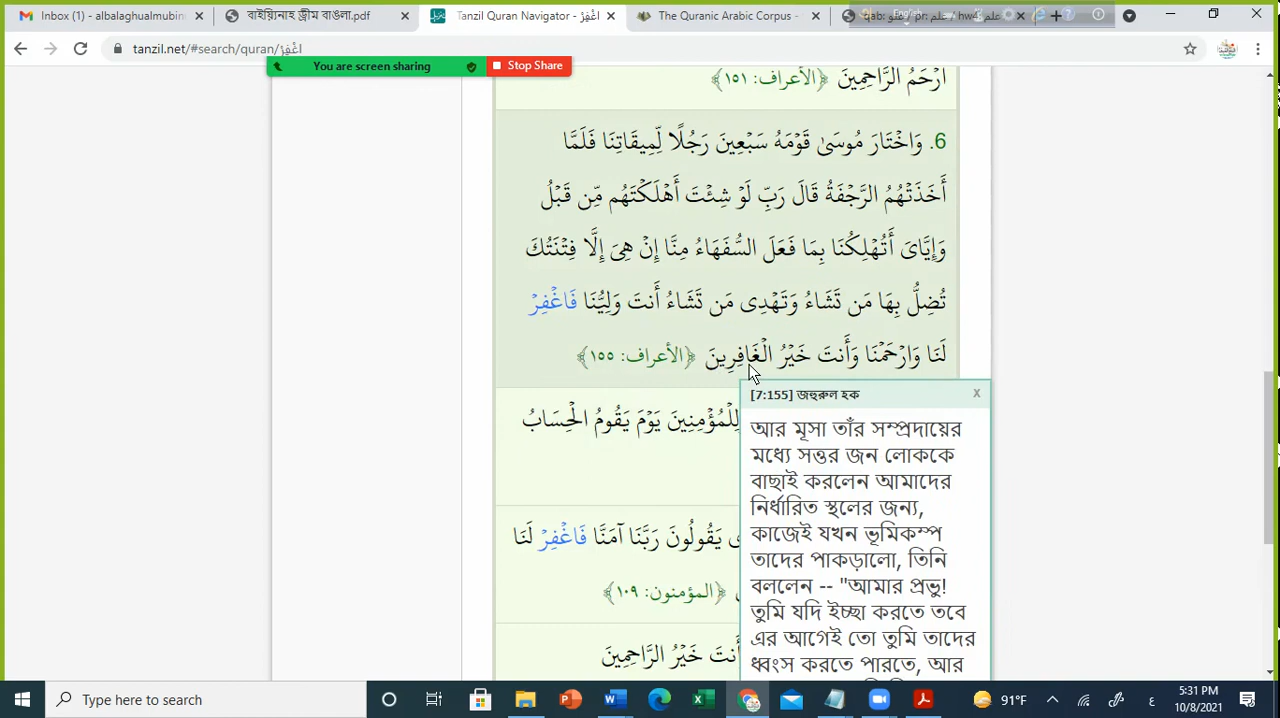 Inbox (1) - albalaghualmubin
বাইয়্যিনাহ ড্রীম বাঙলা.pdf
Tanzil Quran Navigator - اغْفِرْ
The Quranic Arabic Corpus -
English
tanzil.net/#search/quran/اغْفِرْ
You are screen sharing
Stop Share
أَرْحَمُ الرَّاحِمِينَ ﴿الأعراف: ١٥١﴾
6. وَاخْتَارَ مُوسَىٰ قَوْمَهُ سَبْعِينَ رَجُلًا لِّمِيقَاتِنَا فَلَمَّا
أَخَذَتْهُمُ الرَّجْفَةُ قَالَ رَبِّ لَوْ شِئْتَ أَهْلَكْتَهُم مِّن قَبْلُ
وَإِيَّايَ أَتُهْلِكُنَا بِمَا فَعَلَ السُّفَهَاءُ مِنَّا إِنْ هِيَ إِلَّا فِتْنَتُكَ
تُضِلُّ بِهَا مَن تَشَاءُ وَتَهْدِي مَن تَشَاءُ أَنتَ وَلِيُّنَا فَاغْفِرْ
لَنَا وَارْحَمْنَا وَأَنتَ خَيْرُ الْغَافِرِينَ ﴿الأعراف: ١٥٥﴾
لِلْمُؤْمِنِينَ يَوْمَ يَقُومُ الْحِسَابُ
يَقُولُونَ رَبَّنَا آمَنَّا فَاغْفِرْ لَنَا
﴿المؤمنون: ١٠٩﴾
أَنتَ خَيْرُ الرَّاحِمِينَ
[7:155] জহুরুল হক
X
আর মূসা তাঁর সম্প্রদায়ের
মধ্যে সত্তর জন লোককে
বাছাই করলেন আমাদের
নির্ধারিত স্থলের জন্য,
কাজেই যখন ভূমিকম্প
তাদের পাকড়ালো, তিনি
বললেন -- "আমার প্রভু!
তুমি যদি ইচ্ছা করতে তবে
এর আগেই তো তুমি তাদের
ধ্বংস করতে পারতে, আর
Type here to search
91°F
ع
5:31 PM
10/8/2021